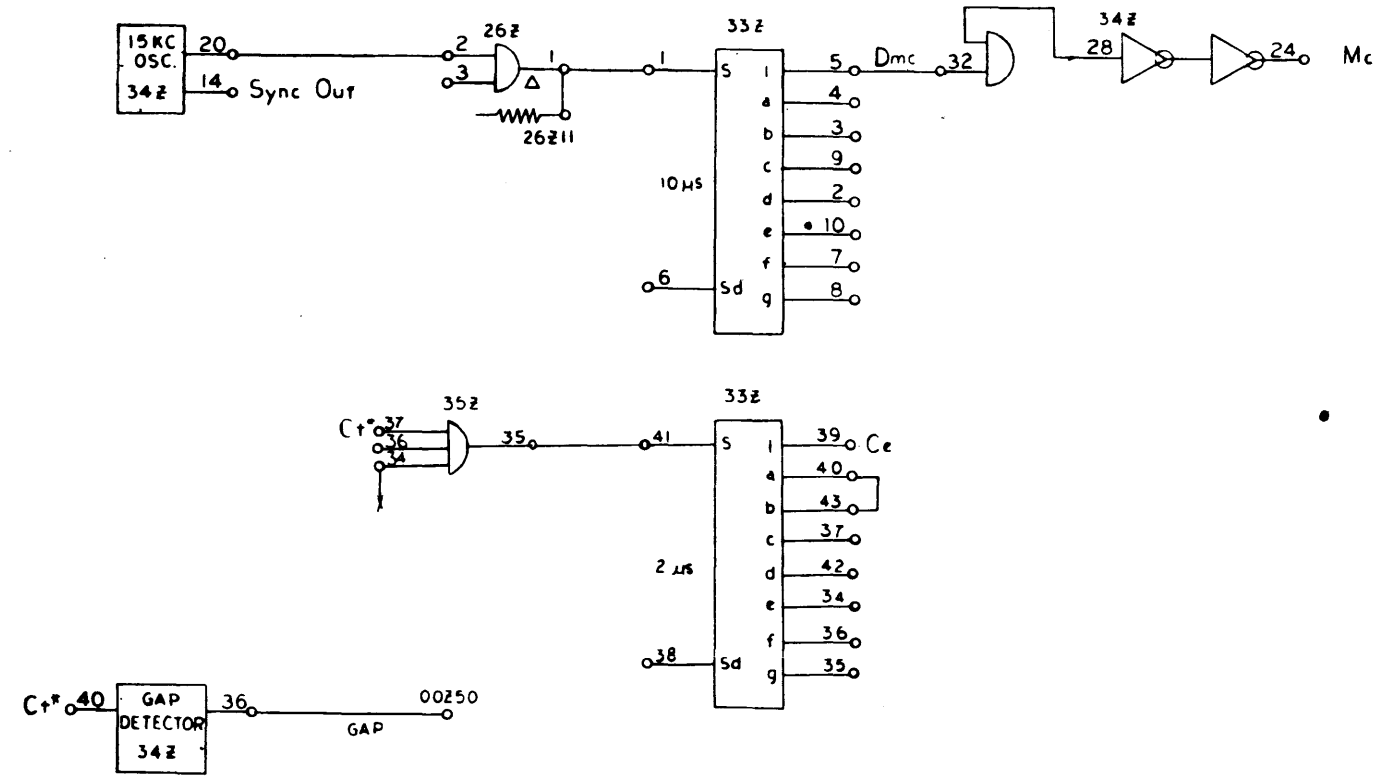 15KC
OSC.
34Z
20
14
Sync Out
26Z
2
3
1
Δ
26Z11
33Z
1
S
10 µs
6
Sd
1 5
a 4
b 3
c 9
d 2
e 10
f 7
g 8
Dmc
32
34Z
28
24
Mc
35Z
Ct*
37
36
34
35
33Z
41
S
2 µs
38
Sd
1 39
Ce
a 40
b 43
c 37
d 42
e 34
f 36
g 35
Ct*
40
GAP
DETECTOR
34Z
36
GAP
00Z50